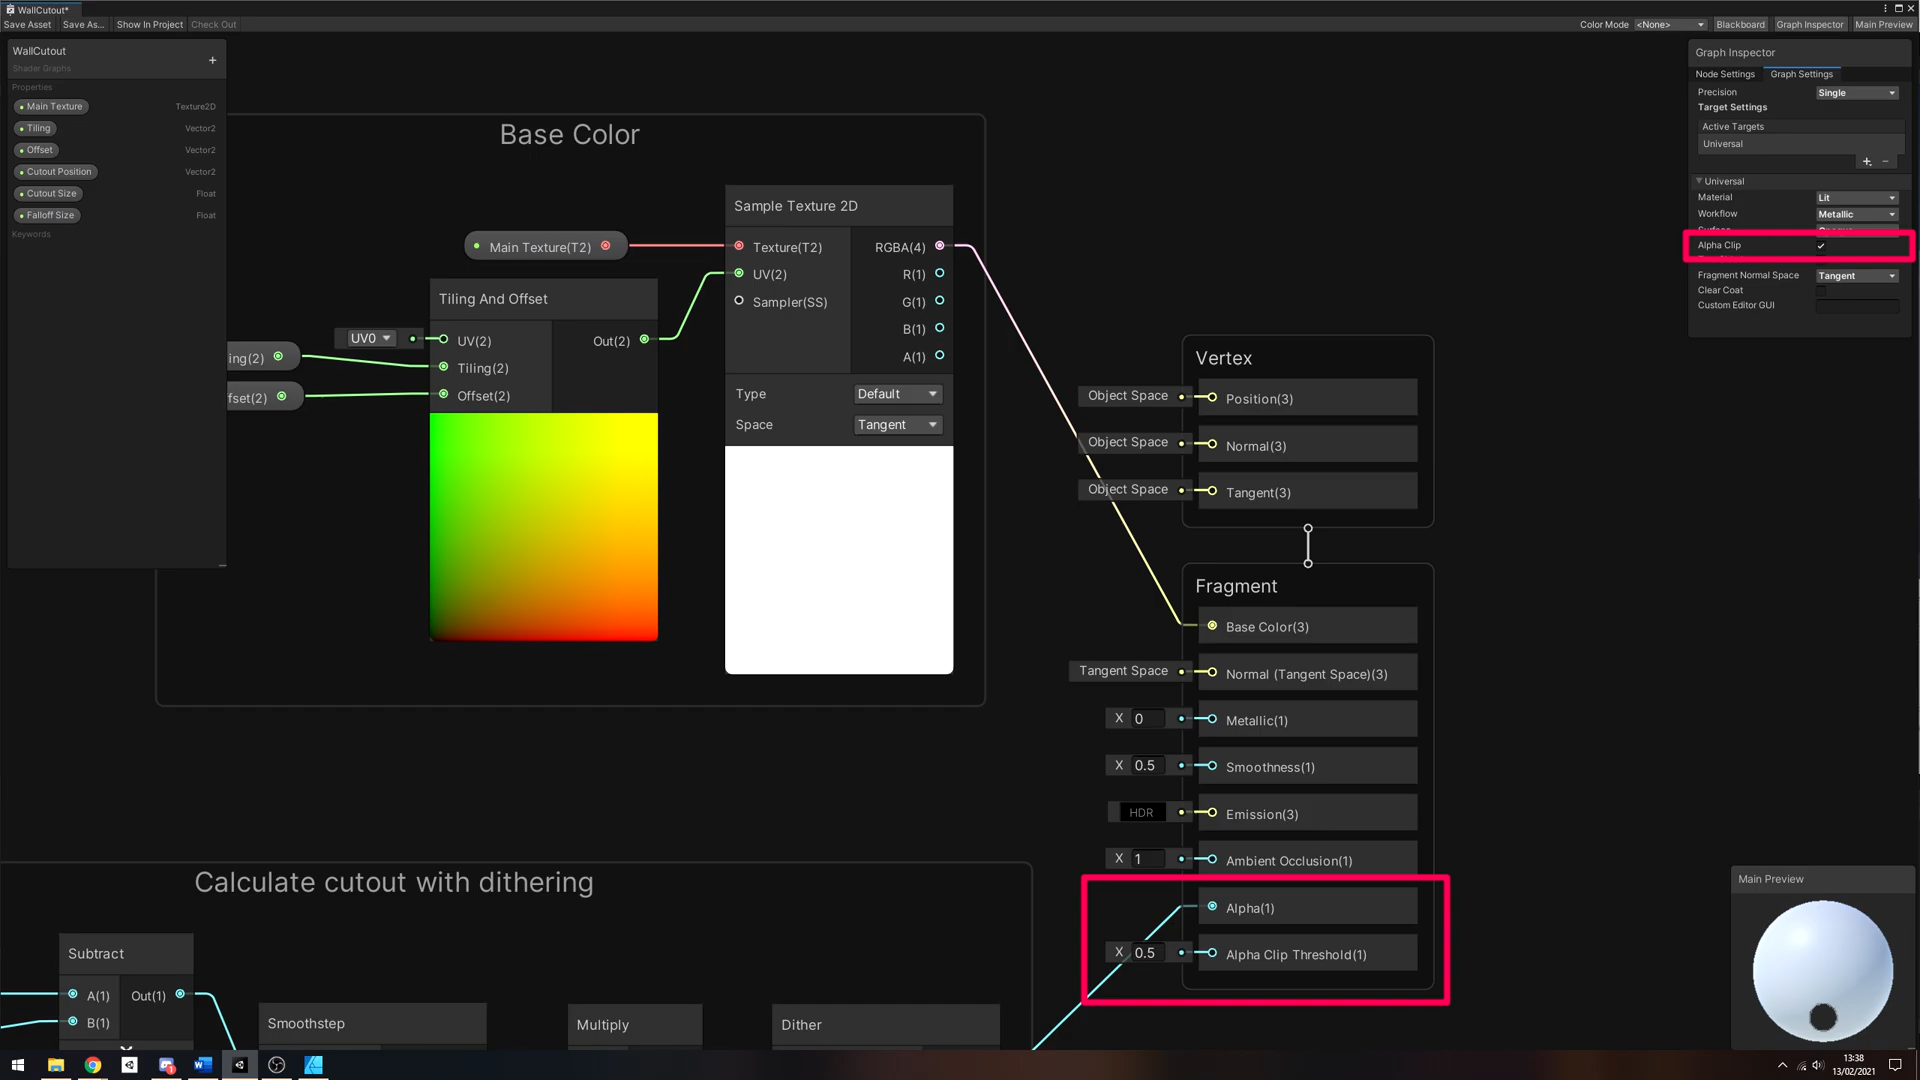 WallCutout*
Save Asset Save As... Show In Project Check Out
Color Mode <None> Blackboard Graph Inspector Main Preview
WallCutout
Shader Graphs
Properties
Main Texture Texture2D
Tiling Vector2
Offset Vector2
Cutout Position Vector2
Cutout Size Float
Falloff Size Float
Keywords
Base Color
Main Texture(T2)
Tiling And Offset
UV0
UV(2)
Tiling(2)
Offset(2)
Out(2)
ing(2)
fset(2)
Sample Texture 2D
Texture(T2)
UV(2)
Sampler(SS)
RGBA(4)
R(1)
G(1)
B(1)
A(1)
Type Default
Space Tangent
Vertex
Object Space Position(3)
Object Space Normal(3)
Object Space Tangent(3)
Fragment
Base Color(3)
Tangent Space Normal (Tangent Space)(3)
X 0 Metallic(1)
X 0.5 Smoothness(1)
HDR Emission(3)
X 1 Ambient Occlusion(1)
Alpha(1)
X 0.5 Alpha Clip Threshold(1)
Graph Inspector
Node Settings Graph Settings
Precision Single
Target Settings
Active Targets
Universal
+ -
Universal
Material Lit
Workflow Metallic
Alpha Clip
Fragment Normal Space Tangent
Clear Coat
Custom Editor GUI
Calculate cutout with dithering
Subtract
A(1) Out(1)
B(1)
Smoothstep
Multiply
Dither
Main Preview
13:38
13/02/2021